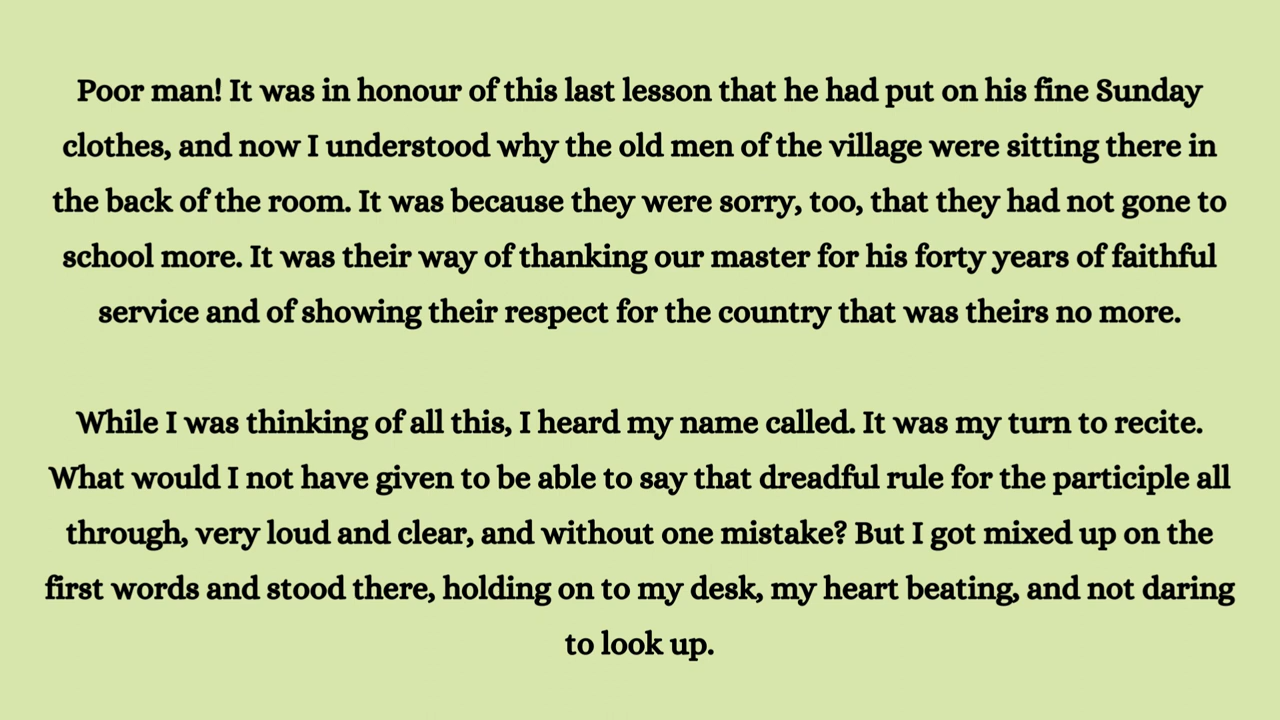 Poor man! It was in honour of this last lesson that he had put on his fine Sunday
clothes, and now I understood why the old men of the village were sitting there in
the back of the room. It was because they were sorry, too, that they had not gone to
school more. It was their way of thanking our master for his forty years of faithful
service and of showing their respect for the country that was theirs no more.
While I was thinking of all this, I heard my name called. It was my turn to recite.
What would I not have given to be able to say that dreadful rule for the participle all
through, very loud and clear, and without one mistake? But I got mixed up on the
first words and stood there, holding on to my desk, my heart beating, and not daring
to look up.